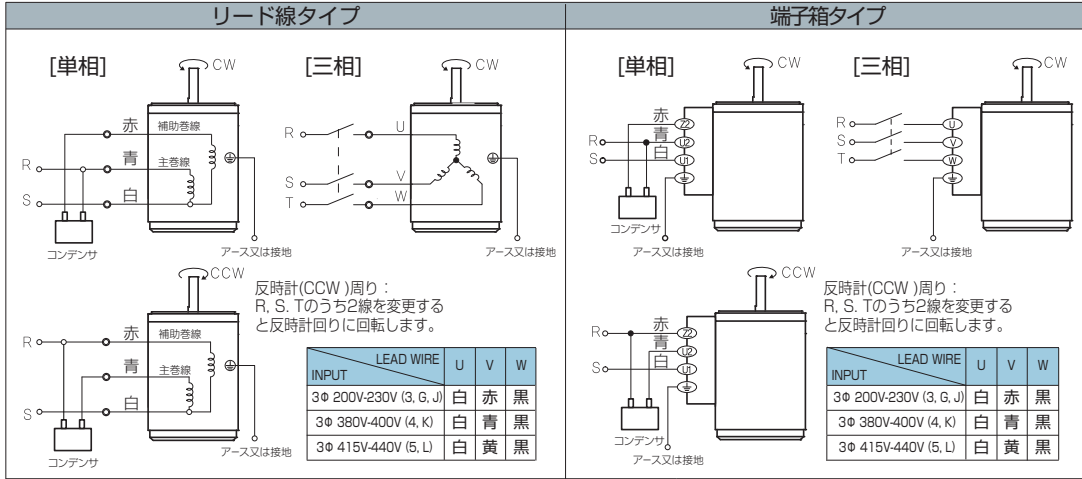 リード線タイプ
[単相]
CW
赤
補助巻線
青
主巻線
白
R
S
コンデンサ
アース又は接地
[三相]
CW
R
U
S
V
T
W
アース又は接地
CCW
赤
補助巻線
青
主巻線
白
R
S
コンデンサ
アース又は接地
反時計(CCW )周り：
R, S. Tのうち2線を変更する
と反時計回りに回転します。
LEAD WIRE U V W
INPUT
3Φ 200V-230V (3, G, J) 白 赤 黒
3Φ 380V-400V (4, K) 白 青 黒
3Φ 415V-440V (5, L) 白 黄 黒
端子箱タイプ
[単相]
CW
赤 Z2
R 青 U2
S 白 U1
コンデンサ
アース又は接地
[三相]
CW
R U
S V
T W
アース又は接地
CCW
R 赤 Z2
青 U2
S 白 U1
コンデンサ
アース又は接地
反時計(CCW )周り：
R, S. Tのうち2線を変更する
と反時計回りに回転します。
LEAD WIRE U V W
INPUT
3Φ 200V-230V (3, G, J) 白 赤 黒
3Φ 380V-400V (4, K) 白 青 黒
3Φ 415V-440V (5, L) 白 黄 黒